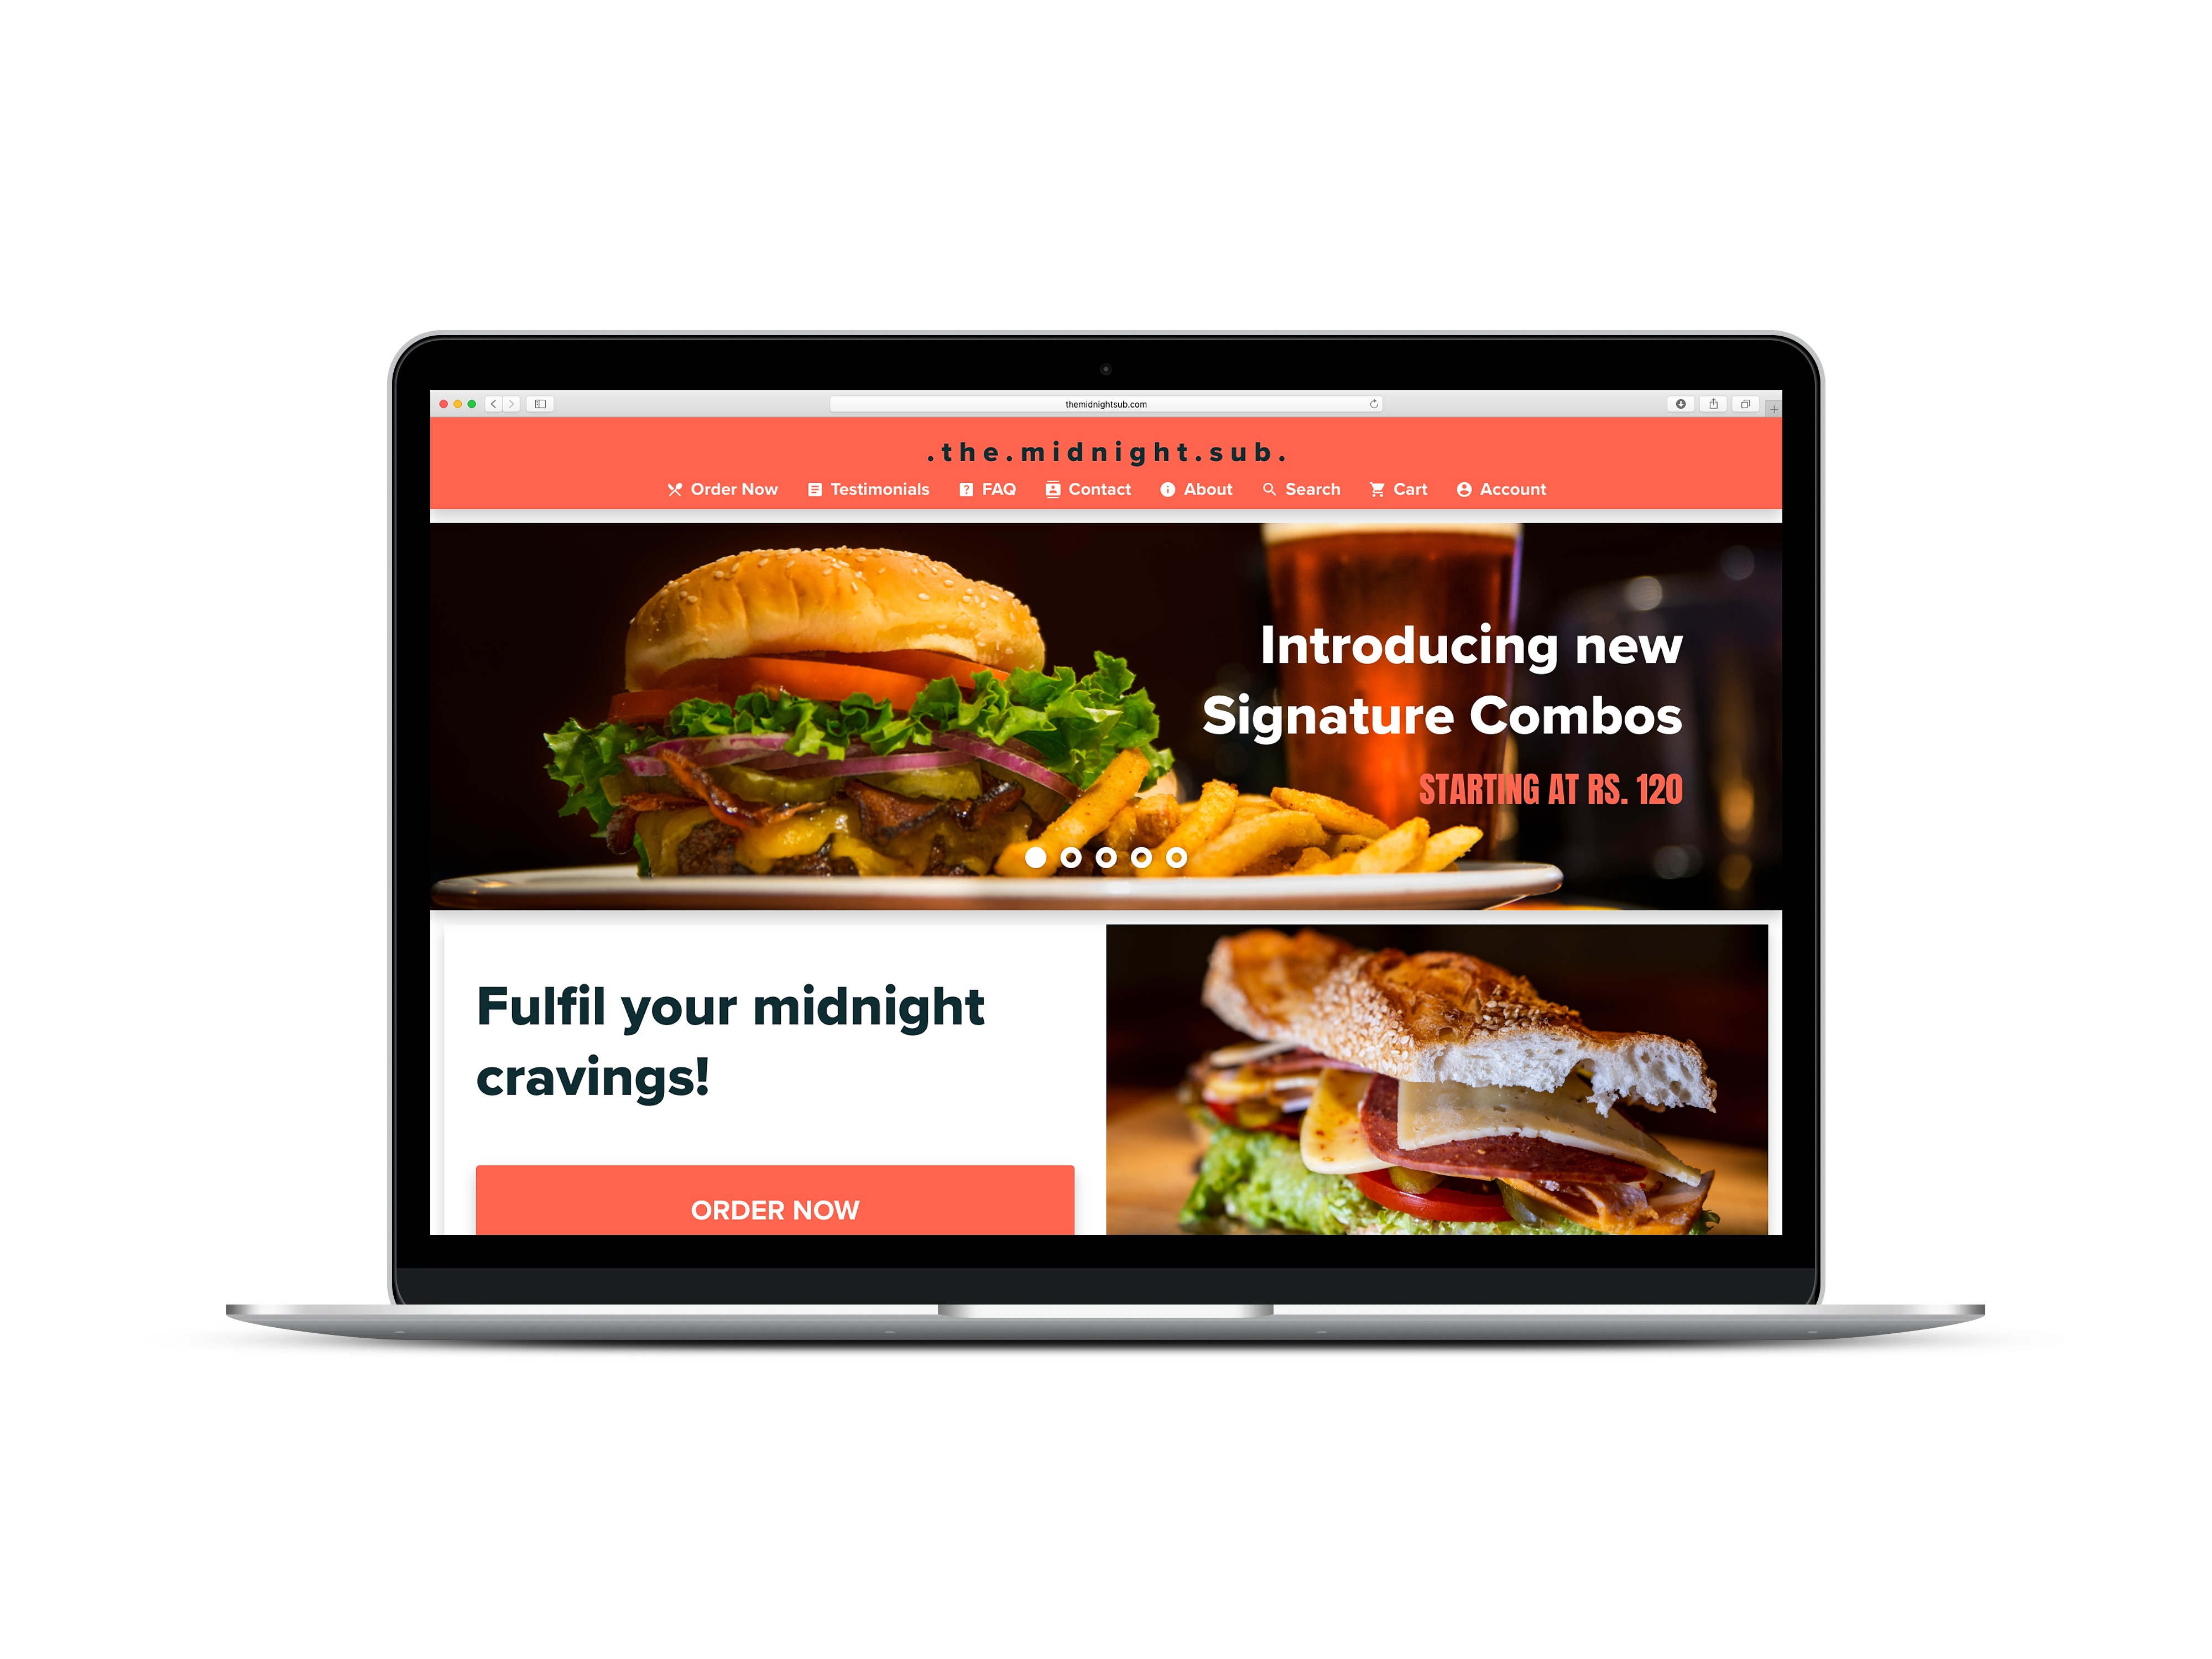 themidnightsub.com
.the.midnight.sub.
Order Now Testimonials FAQ Contact About Search Cart Account
Introducing new
Signature Combos
STARTING AT RS. 120
Fulfil your midnight
cravings!
ORDER NOW